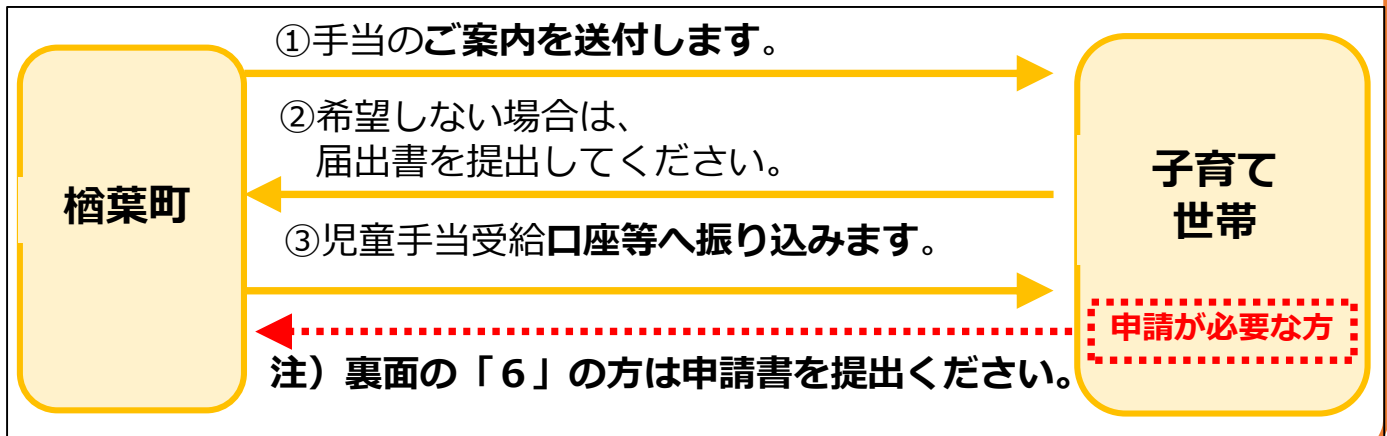 ①手当のご案内を送付します。
②希望しない場合は、
届出書を提出してください。
楢葉町
子育て
世帯
③児童手当受給口座等へ振り込みます。
申請が必要な方
注）裏面の「６」の方は申請書を提出ください。